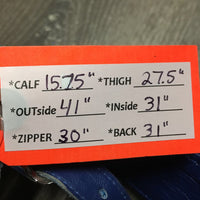 *CALF 15.75" *THIGH 27.5"
*OUTside 41" *INside 31"
*ZIPPER 30" *BACK 31"